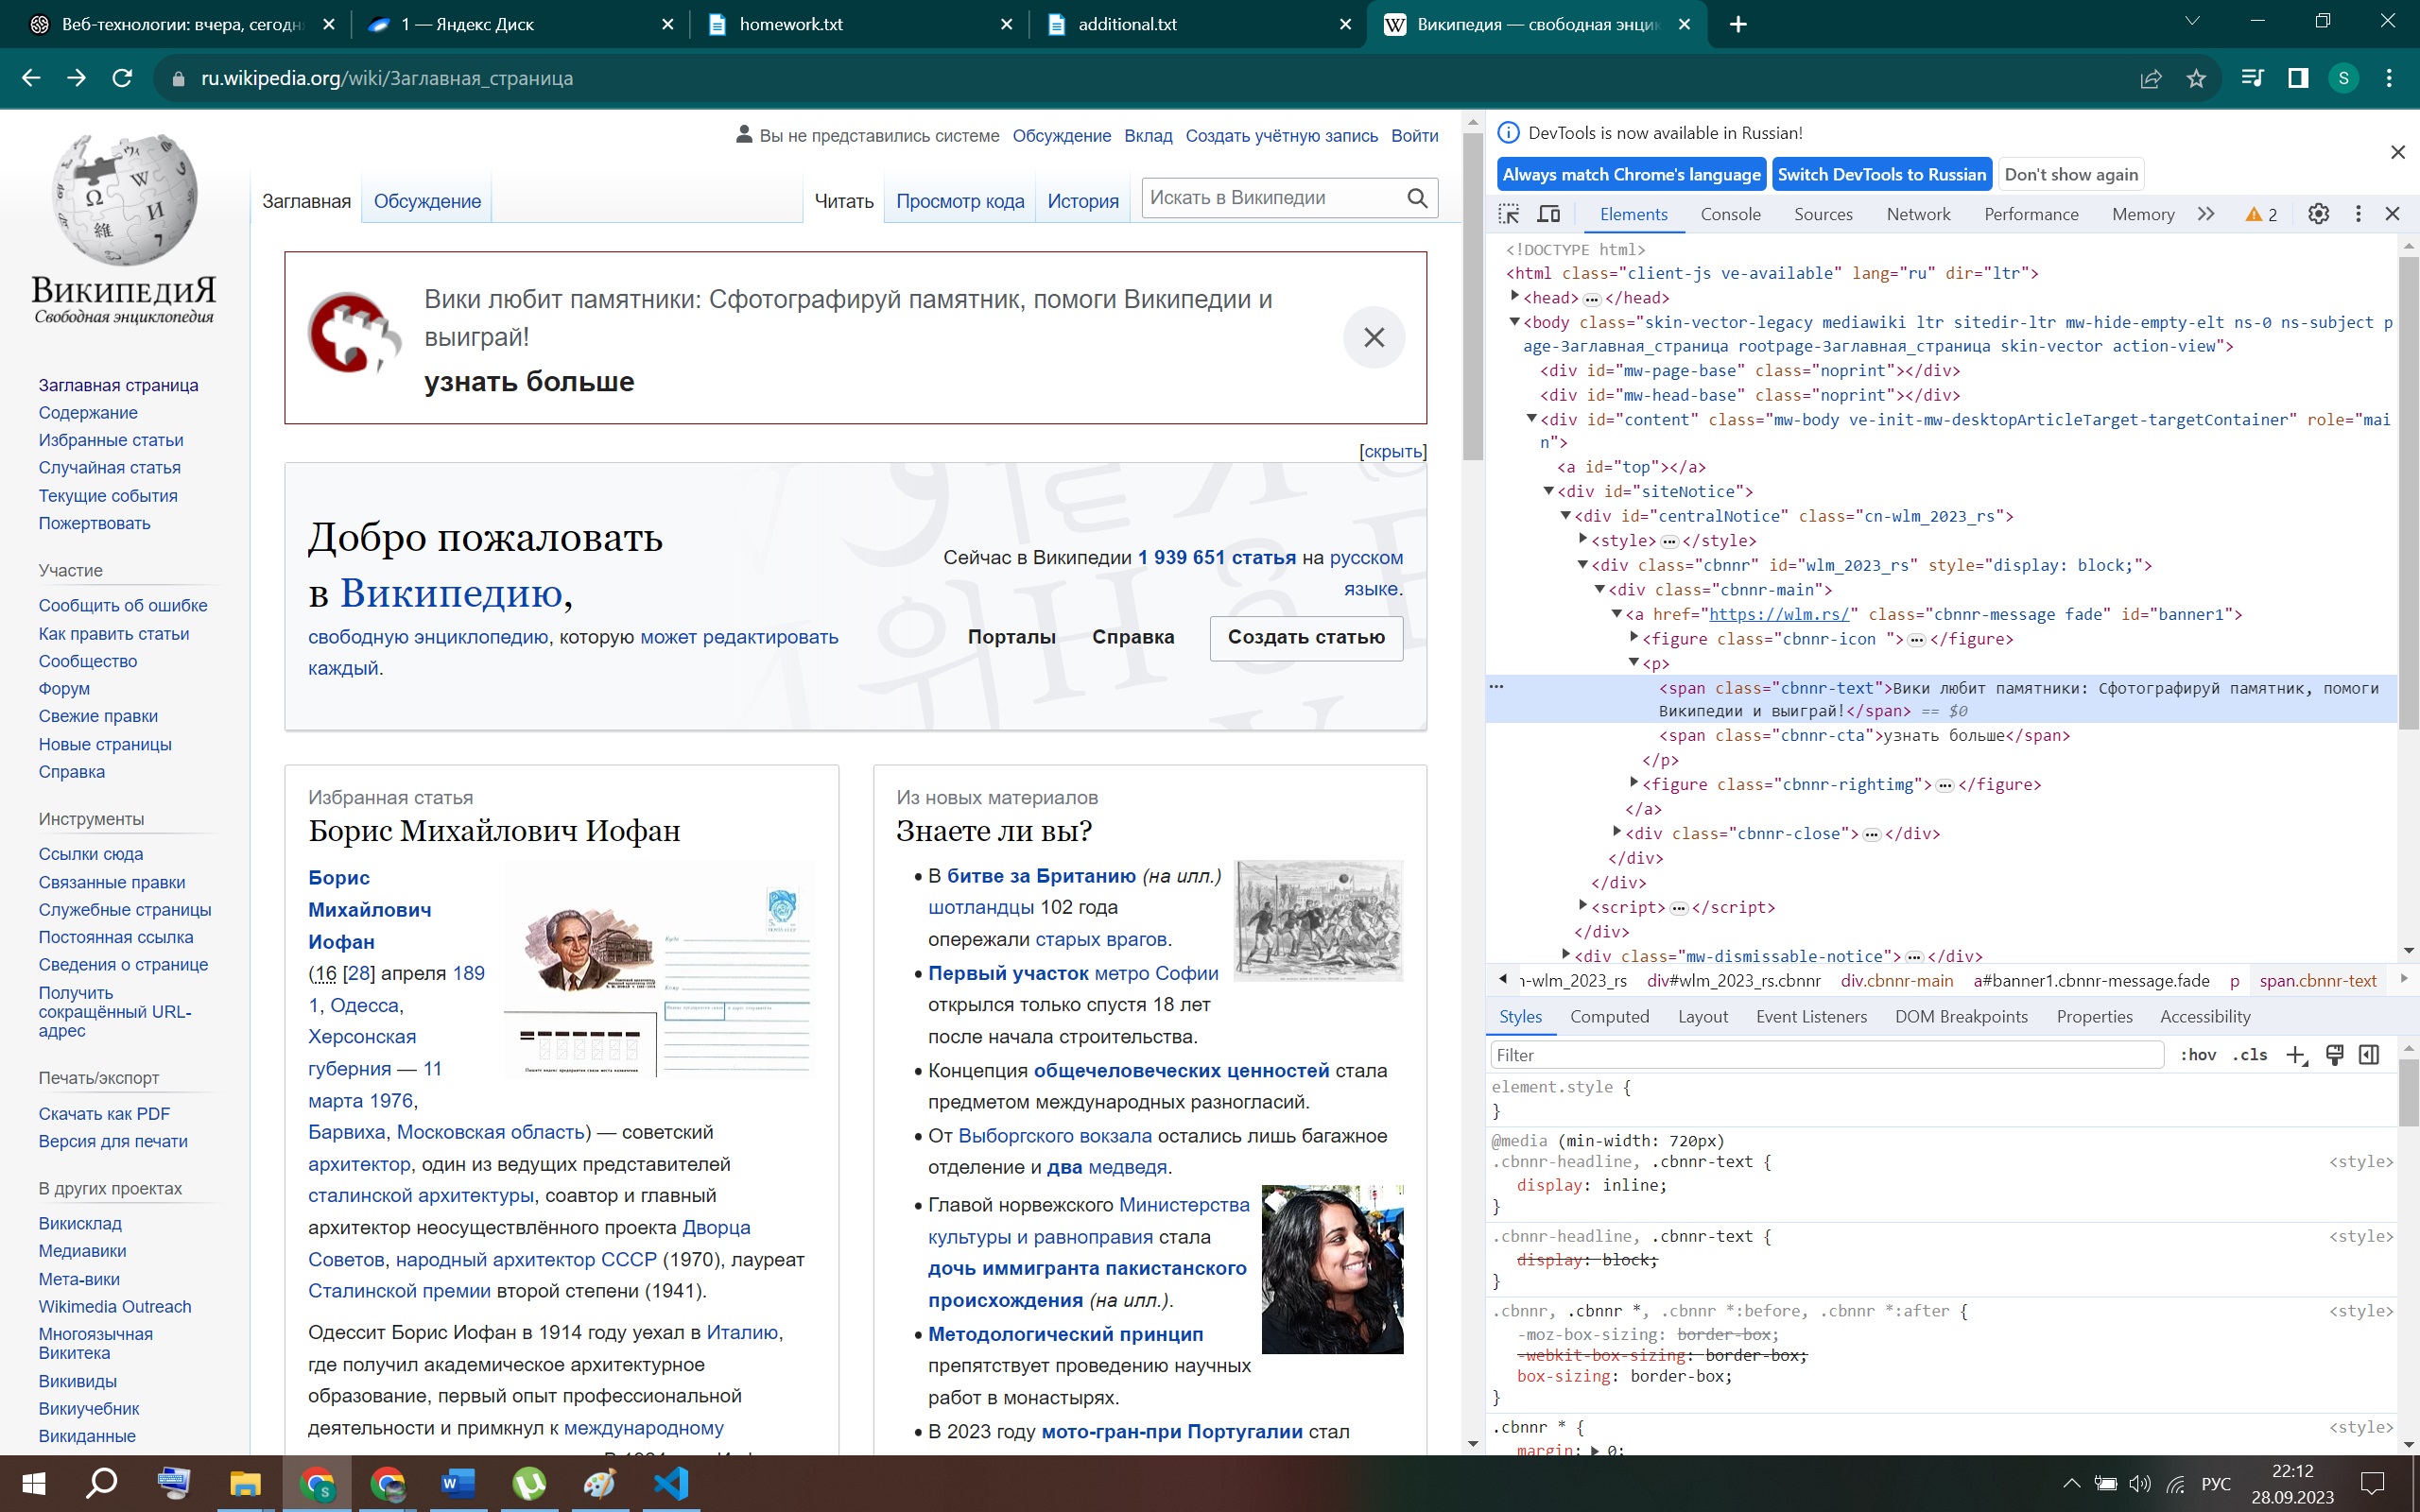 Веб-технологии: вчера, сегодн
1 — Яндекс Диск
homework.txt
additional.txt
Википедия — свободная энци
ru.wikipedia.org/wiki/Заглавная_страница
S
ВикипедиЯ
Свободная энциклопедия
Заглавная страница
Содержание
Избранные статьи
Случайная статья
Текущие события
Пожертвовать
Участие
Сообщить об ошибке
Как править статьи
Сообщество
Форум
Свежие правки
Новые страницы
Справка
Инструменты
Ссылки сюда
Связанные правки
Служебные страницы
Постоянная ссылка
Сведения о странице
Получить
сокращённый URL-
адрес
Печать/экспорт
Скачать как PDF
Версия для печати
В других проектах
Викисклад
Медиавики
Мета-вики
Wikimedia Outreach
Многоязычная
Викитека
Викивиды
Викиучебник
Викиданные
Вы не представились системе Обсуждение Вклад Создать учётную запись Войти
Заглавная Обсуждение Читать Просмотр кода История Искать в Википедии
Вики любит памятники: Сфотографируй памятник, помоги Википедии и
выиграй!
узнать больше
[скрыть]
Добро пожаловать
в Википедию,
свободную энциклопедию, которую может редактировать
каждый.
Сейчас в Википедии 1 939 651 статья на русском
языке.
Порталы Справка Создать статью
Избранная статья
Борис Михайлович Иофан
Борис
Михайлович
Иофан
(16 [28] апреля 189
1, Одесса,
Херсонская
губерния — 11
марта 1976,
Барвиха, Московская область) — советский
архитектор, один из ведущих представителей
сталинской архитектуры, соавтор и главный
архитектор неосуществлённого проекта Дворца
Советов, народный архитектор СССР (1970), лауреат
Сталинской премии второй степени (1941).
Одессит Борис Иофан в 1914 году уехал в Италию,
где получил академическое архитектурное
образование, первый опыт профессиональной
деятельности и примкнул к международному
Из новых материалов
Знаете ли вы?
• В битве за Британию (на илл.)
шотландцы 102 года
опережали старых врагов.
• Первый участок метро Софии
открылся только спустя 18 лет
после начала строительства.
• Концепция общечеловеческих ценностей стала
предметом международных разногласий.
• От Выборгского вокзала остались лишь багажное
отделение и два медведя.
• Главой норвежского Министерства
культуры и равноправия стала
дочь иммигранта пакистанского
происхождения (на илл.).
• Методологический принцип
препятствует проведению научных
работ в монастырях.
• В 2023 году мото-гран-при Португалии стал
DevTools is now available in Russian!
Always match Chrome's language Switch DevTools to Russian Don't show again
Elements Console Sources Network Performance Memory 2
<!DOCTYPE html>
<html class="client-js ve-available" lang="ru" dir="ltr">
<head>…</head>
<body class="skin-vector-legacy mediawiki ltr sitedir-ltr mw-hide-empty-elt ns-0 ns-subject p
age-Заглавная_страница rootpage-Заглавная_страница skin-vector action-view">
<div id="mw-page-base" class="noprint"></div>
<div id="mw-head-base" class="noprint"></div>
<div id="content" class="mw-body ve-init-mw-desktopArticleTarget-targetContainer" role="mai
n">
<a id="top"></a>
<div id="siteNotice">
<div id="centralNotice" class="cn-wlm_2023_rs">
<style>…</style>
<div class="cbnnr" id="wlm_2023_rs" style="display: block;">
<div class="cbnnr-main">
<a href="https://wlm.rs/" class="cbnnr-message fade" id="banner1">
<figure class="cbnnr-icon ">…</figure>
<p>
<span class="cbnnr-text">Вики любит памятники: Сфотографируй памятник, помоги
Википедии и выиграй!</span> == $0
<span class="cbnnr-cta">узнать больше</span>
</p>
<figure class="cbnnr-rightimg">…</figure>
</a>
<div class="cbnnr-close">…</div>
</div>
</div>
<script>…</script>
</div>
<div class="mw-dismissable-notice">…</div>
n-wlm_2023_rs div#wlm_2023_rs.cbnnr div.cbnnr-main a#banner1.cbnnr-message.fade p span.cbnnr-text
Styles Computed Layout Event Listeners DOM Breakpoints Properties Accessibility
Filter :hov .cls
element.style {
}
@media (min-width: 720px)
.cbnnr-headline, .cbnnr-text { <style>
display: inline;
}
.cbnnr-headline, .cbnnr-text { <style>
display: block;
}
.cbnnr, .cbnnr *, .cbnnr *:before, .cbnnr *:after { <style>
-moz-box-sizing: border-box;
-webkit-box-sizing: border-box;
box-sizing: border-box;
}
.cbnnr * { <style>
margin: 0;
РУС
22:12
28.09.2023